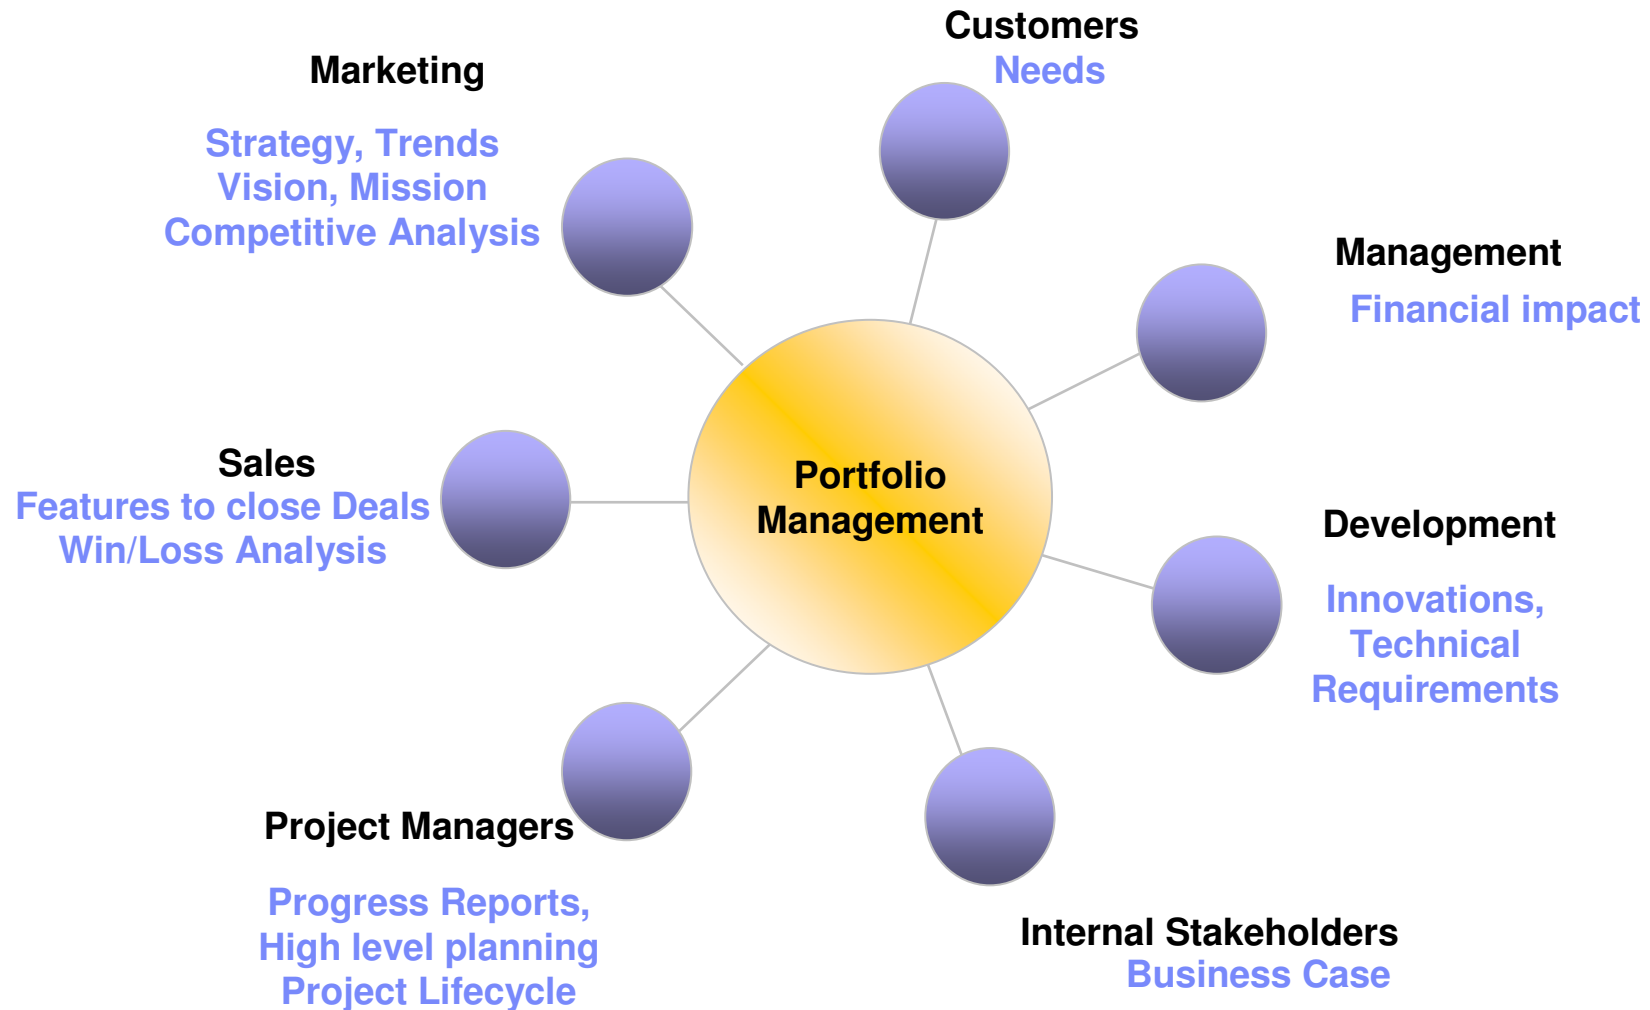 Customers
Needs
Marketing
Strategy, Trends
Vision, Mission
Competitive Analysis
Management
Financial impact
Sales
Features to close Deals
Win/Loss Analysis
Portfolio
Management
Development
Innovations,
Technical
Requirements
Project Managers
Progress Reports,
High level planning
Project Lifecycle
Internal Stakeholders
Business Case